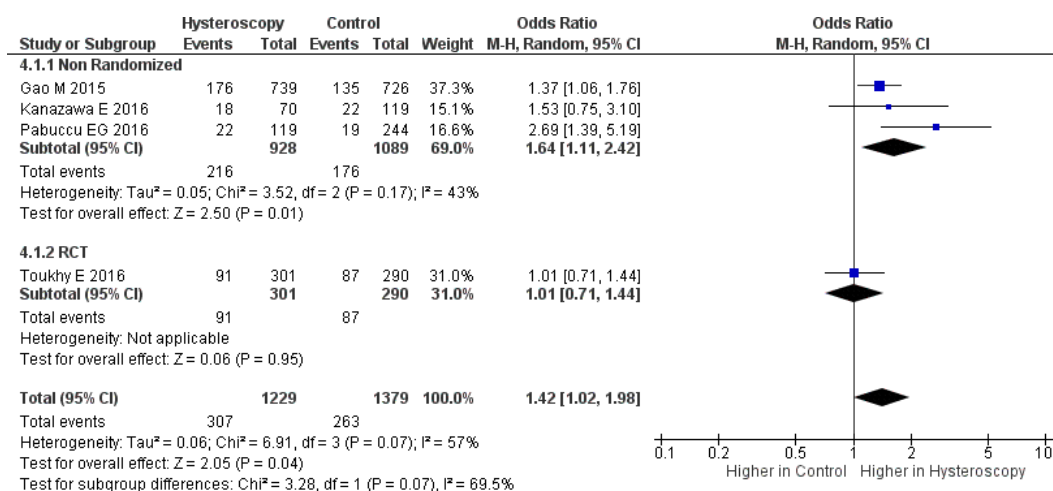 Hysteroscopy Control Odds Ratio Odds Ratio
Study or Subgroup Events Total Events Total Weight M-H, Random, 95% CI M-H, Random, 95% CI
4.1.1 Non Randomized
Gao M 2015 176 739 135 726 37.3% 1.37 [1.06, 1.76]
Kanazawa E 2016 18 70 22 119 15.1% 1.53 [0.75, 3.10]
Pabuccu EG 2016 22 119 19 244 16.6% 2.69 [1.39, 5.19]
Subtotal (95% CI) 928 1089 69.0% 1.64 [1.11, 2.42]
Total events 216 176
Heterogeneity: Tau² = 0.05; Chi² = 3.52, df = 2 (P = 0.17); I² = 43%
Test for overall effect: Z = 2.50 (P = 0.01)
4.1.2 RCT
Toukhy E 2016 91 301 87 290 31.0% 1.01 [0.71, 1.44]
Subtotal (95% CI) 301 290 31.0% 1.01 [0.71, 1.44]
Total events 91 87
Heterogeneity: Not applicable
Test for overall effect: Z = 0.06 (P = 0.95)
Total (95% CI) 1229 1379 100.0% 1.42 [1.02, 1.98]
Total events 307 263
Heterogeneity: Tau² = 0.06; Chi² = 6.91, df = 3 (P = 0.07); I² = 57%
Test for overall effect: Z = 2.05 (P = 0.04)
Test for subgroup differences: Chi² = 3.28, df = 1 (P = 0.07), I² = 69.5%
0.1 0.2 0.5 1 2 5 10
Higher in Control Higher in Hysteroscopy